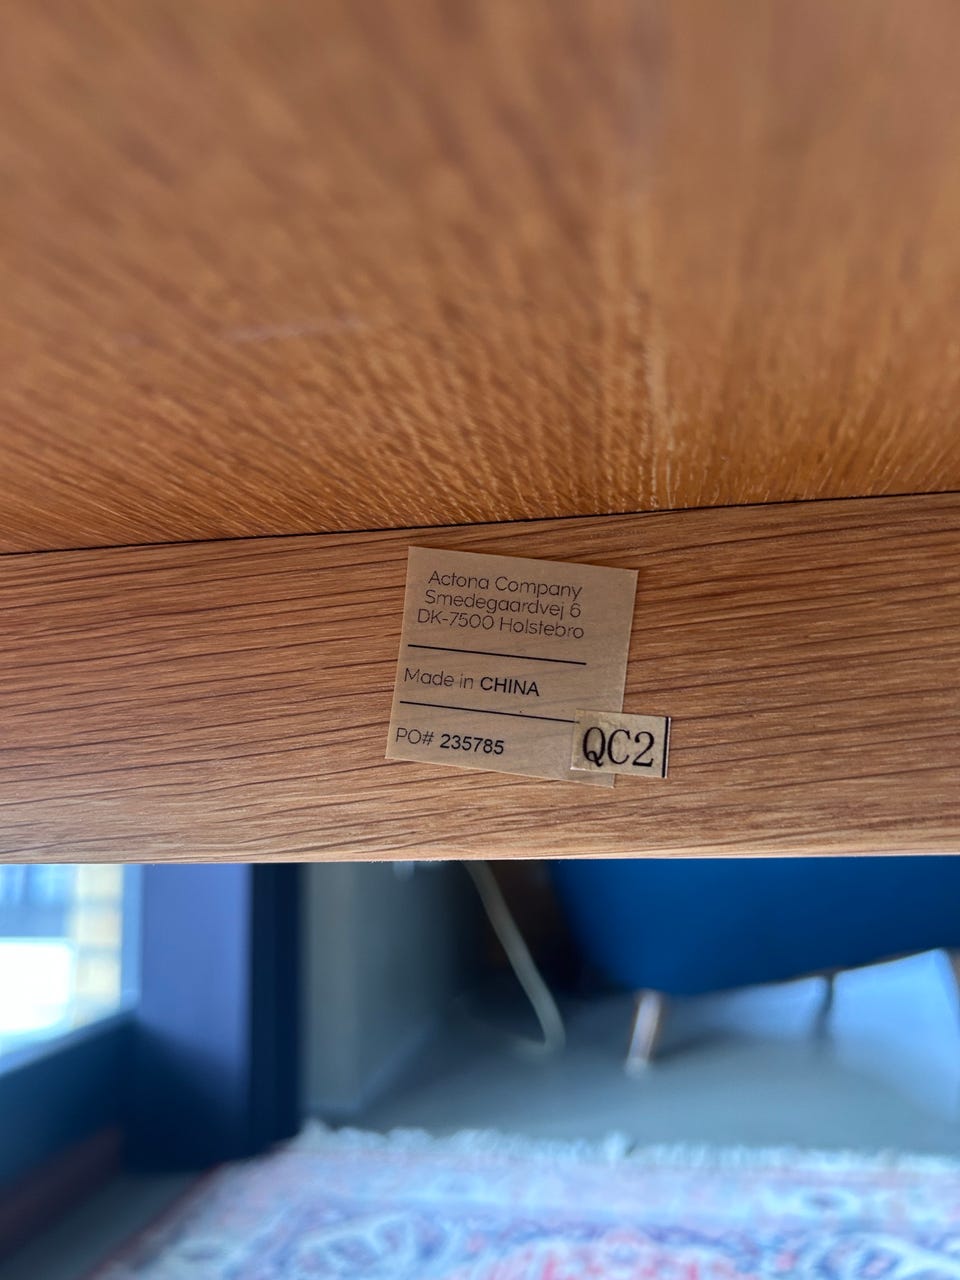 Actona Company
Smedegaardvej 6
DK-7500 Holstebro
Made in CHINA
PO# 235785
QC2